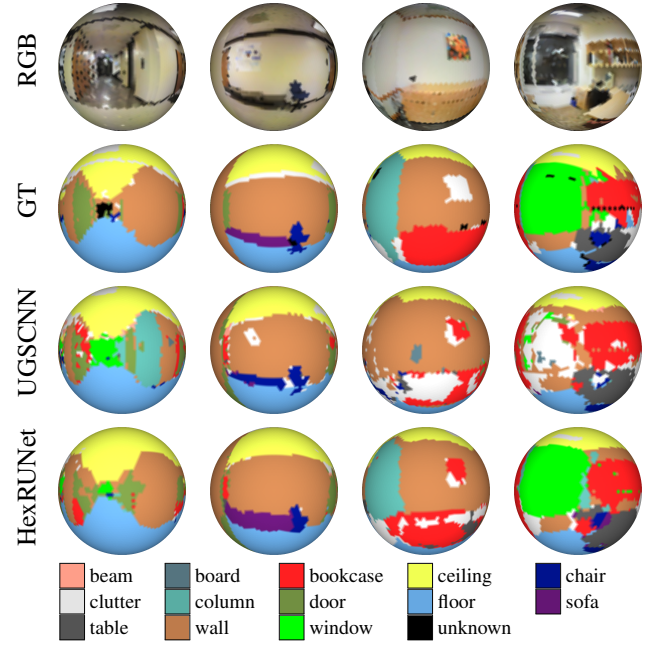 RGB
GT
UGSCNN
HexRUNet
beam board bookcase ceiling chair
clutter column door floor sofa
table wall window unknown